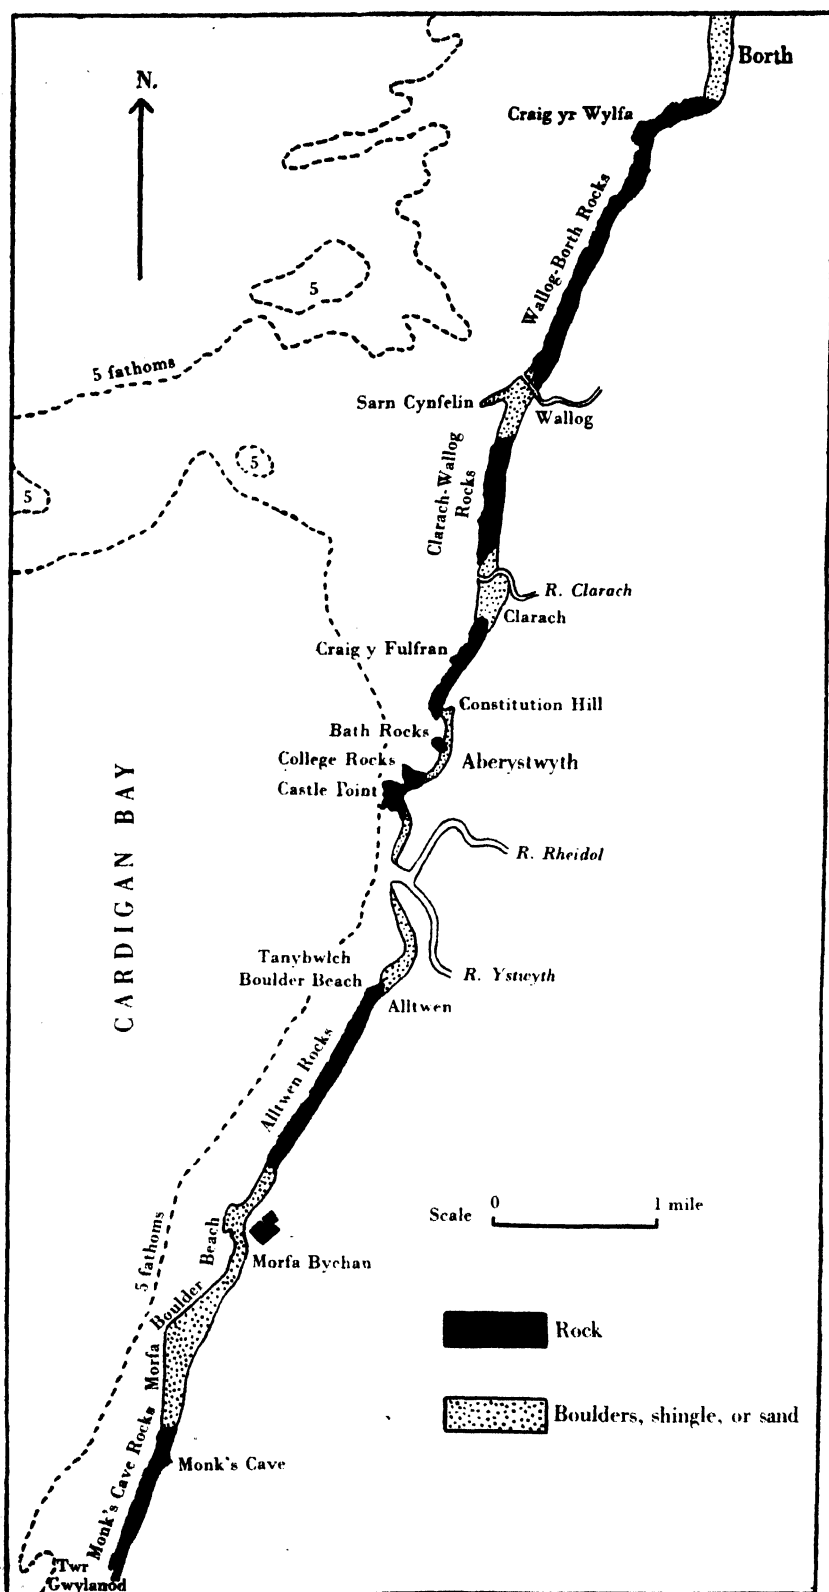 N.
Borth
Craig yr Wylfa
Wallog-Borth Rocks
5
5 fathoms
Sarn Cynfelin
Wallog
Clarach-Wallog
Rocks
5
5
R. Clarach
Clarach
Craig y Fulfran
Constitution Hill
Bath Rocks
College Rocks
Aberystwyth
Castle Point
CARDIGAN BAY
R. Rheidol
Tanybwlch
Boulder Beach
R. Ystwyth
Alltwen
Alltwen Rocks
Scale 0 1 mile
5 fathoms
Morfa Boulder Beach
Morfa Bychan
Rock
Boulders, shingle, or sand
Monk's Cave Rocks
Monk's Cave
Twr
Gwylanod